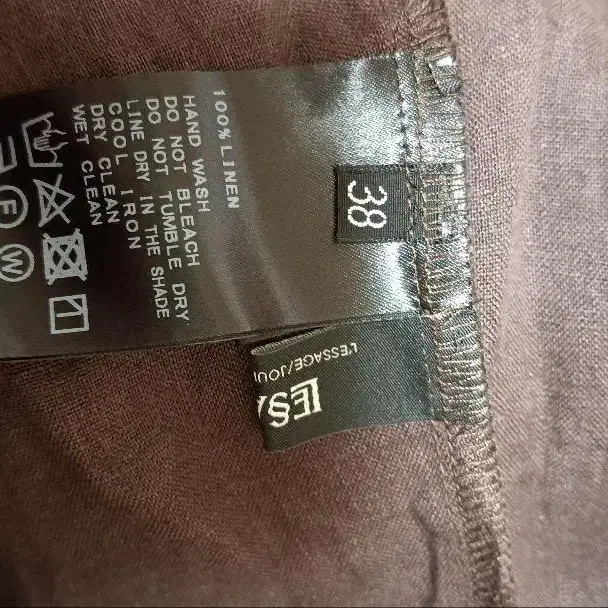 100% LINEN
HAND WASH
DO NOT BLEACH
DO NOT TUMBLE DRY
LINE DRY IN THE SHADE
COOL IRON
DRY CLEAN
WET CLEAN
F
W
38
L'ESSAGE/JOU